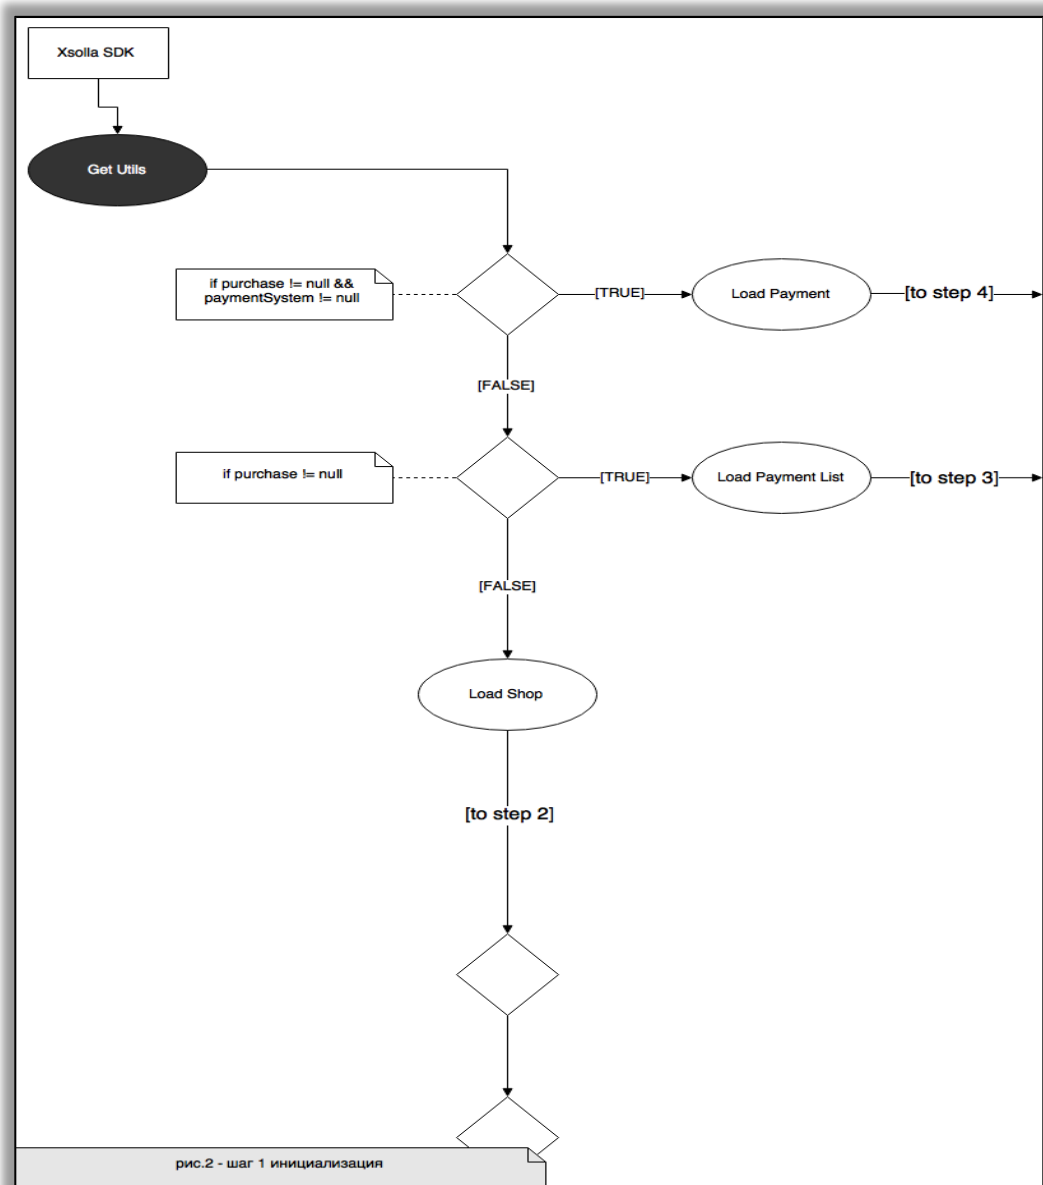 Xsolla SDK
Get Utils
if purchase != null &&
paymentSystem != null
[TRUE]
Load Payment
[to step 4]
[FALSE]
if purchase != null
[TRUE]
Load Payment List
[to step 3]
[FALSE]
Load Shop
[to step 2]
рис.2 - шаг 1 инициализация